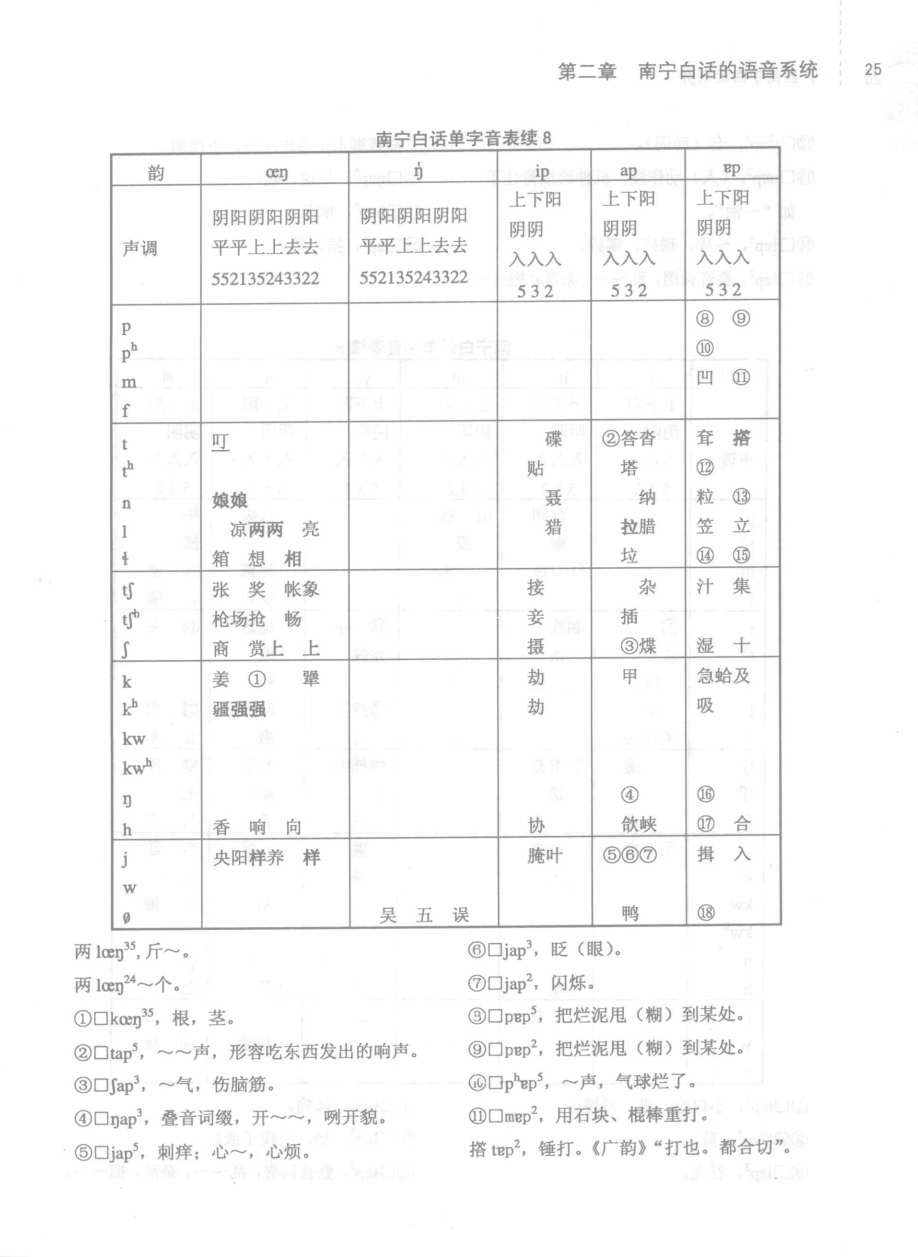 第二章 南宁白话的语音系统 25
南宁白话单字音表续8
韵 œŋ ŋ̍ ip ap ɐp
声调 阴阳阴阳阴阳 阴阳阴阳阴阳 上下阳 上下阳 上下阳
平平上上去去 平平上上去去 阴阴 阴阴 阴阴
552135243322 552135243322 入入入 入入入 入入入
5 3 2 5 3 2 5 3 2
p ⑧ ⑨
pʰ ⑩
m 凹 ⑪
f
t 叮 碟 ②答沓 耷 撘
tʰ 贴 塔 ⑫
n 娘娘 聂 纳 粒 ⑬
l 凉两两 亮 猎 拉腊 笠 立
ɬ 箱 想 相 垃 ⑭ ⑮
tʃ 张 奖 帐象 接 杂 汁 集
tʃʰ 枪场抢 畅 妾 插
ʃ 商 赏上 上 摄 ③煠 湿 十
k 姜 ① 犟 劫 甲 急蛤及
kʰ 疆强强 劫 吸
kw
kwʰ
ŋ ④ ⑯
h 香 响 向 协 歃峡 ⑰ 合
j 央阳样养 样 腌叶 ⑤⑥⑦ 揖 入
w
ø 吴 五 误 鸭 ⑱
两 lœŋ³⁵, 斤～。
两 lœŋ²⁴～个。
①□kœŋ³⁵，根，茎。
②□tap⁵，～～声，形容吃东西发出的响声。
③□ʃap³，～气，伤脑筋。
④□ŋap³，叠音词缀，开～～，咧开貌。
⑤□jap⁵，刺痒；心～，心烦。
⑥□jap³，眨（眼）。
⑦□jap²，闪烁。
⑧□pɐp⁵，把烂泥甩（糊）到某处。
⑨□pɐp²，把烂泥甩（糊）到某处。
⑩□pʰɐp⁵，～声，气球烂了。
⑪□mɐp²，用石块、棍棒重打。
撘 tɐp²，锤打。《广韵》“打也。都合切”。